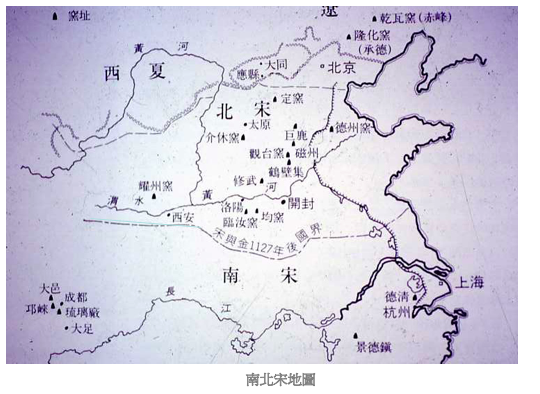 遼
窯址
乾瓦窯(赤峰)
隆化窯
(承德)
黃河
西夏
大同
應縣
北京
北宋
定窯
太原
介休窯
巨鹿
德州窯
觀台窯
磁州
鶴壁集
修武
黃河
耀州窯
渭水
西安
洛陽
臨汝窯
均窯
開封
宋與金1127年後國界
南宋
大邑
邛崍
成都
琉璃廠
大足
長江
上海
德清
杭州
景德鎮
南北宋地圖